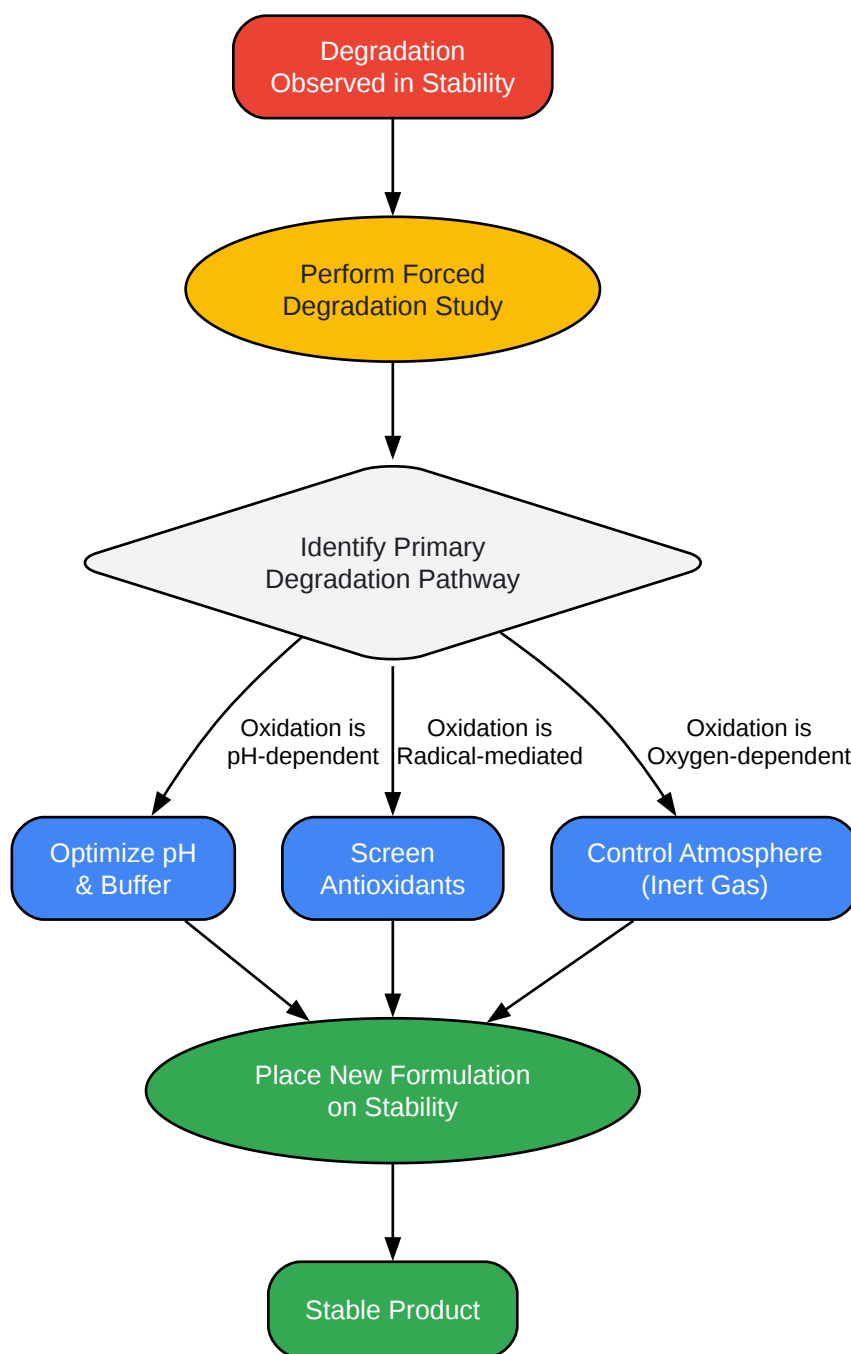 Degradation
Observed in Stability
Perform Forced
Degradation Study
Identify Primary
Degradation Pathway
Oxidation is
pH-dependent
Oxidation is
Radical-mediated
Oxidation is
Oxygen-dependent
Optimize pH
& Buffer
Screen
Antioxidants
Control Atmosphere
(Inert Gas)
Place New Formulation
on Stability
Stable Product